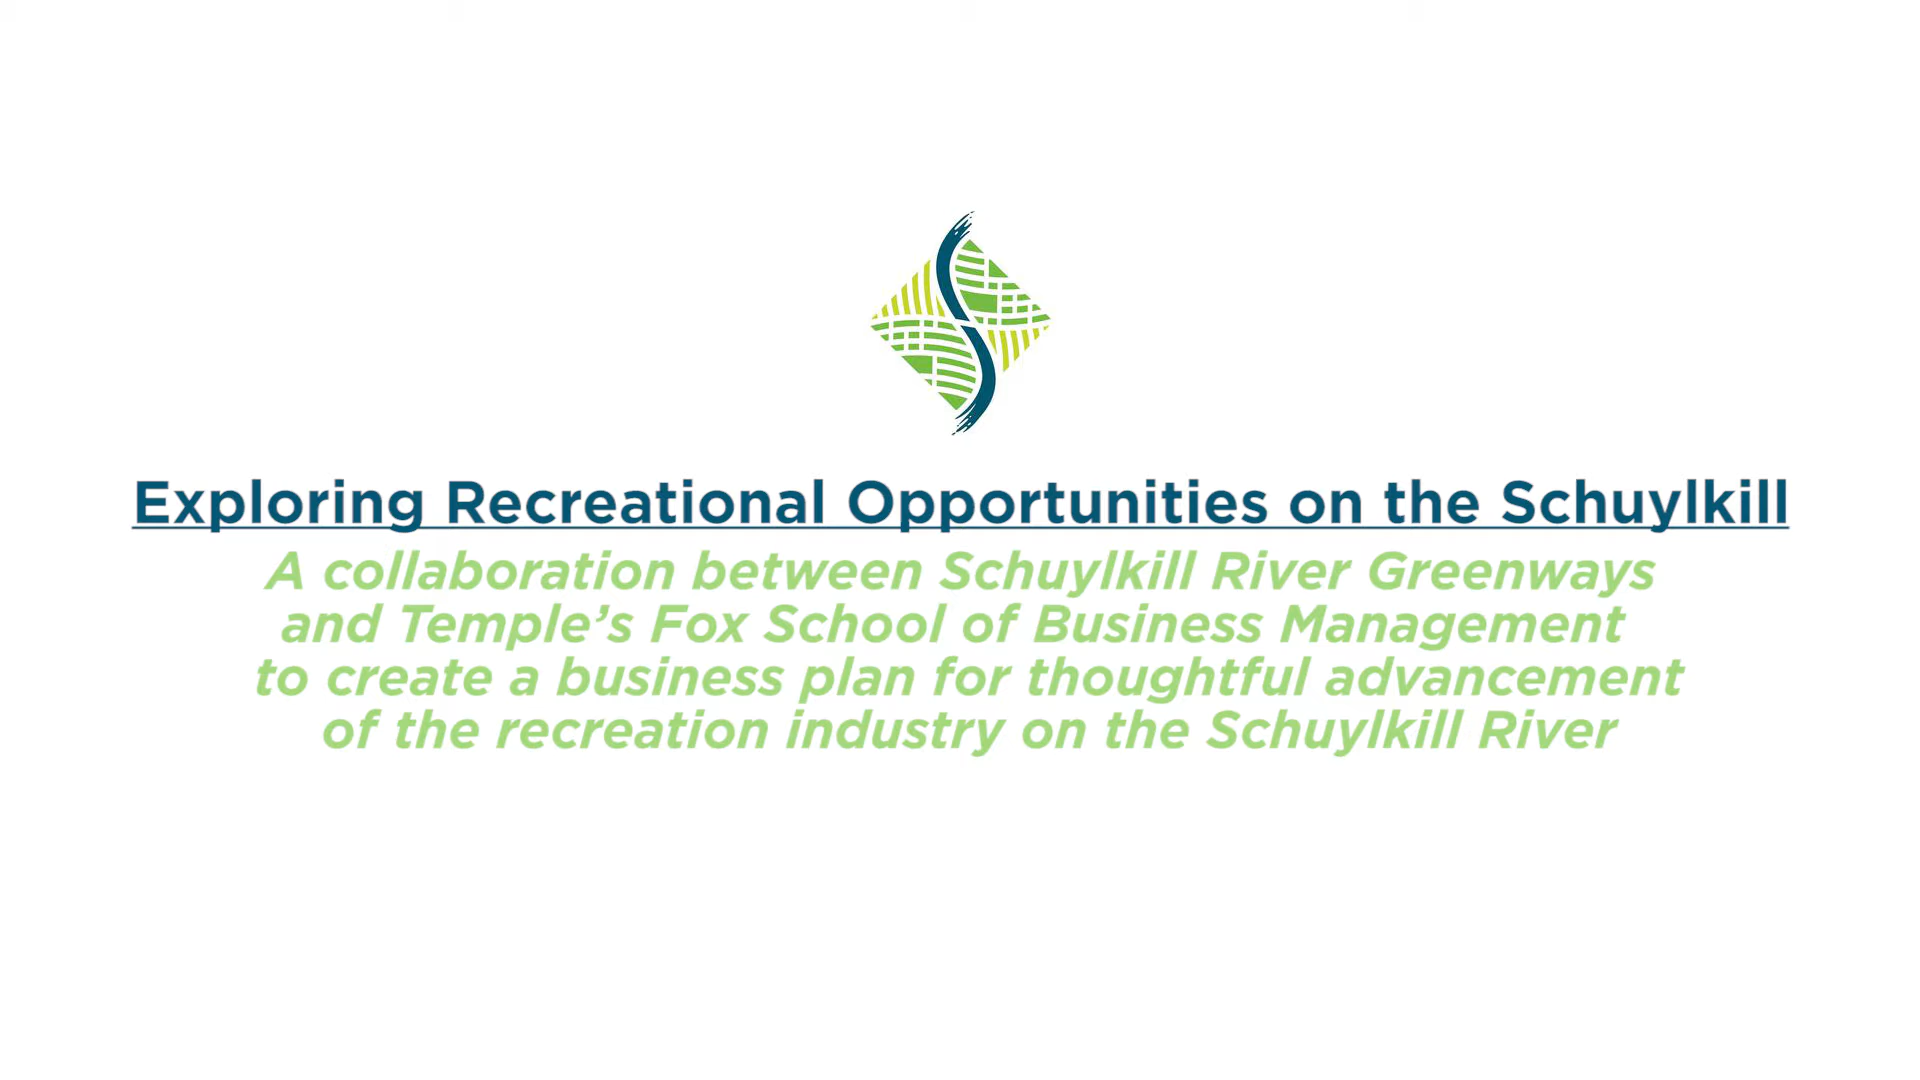 Exploring Recreational Opportunities on the Schuylkill
A collaboration between Schuylkill River Greenways
and Temple’s Fox School of Business Management
to create a business plan for thoughtful advancement
of the recreation industry on the Schuylkill River